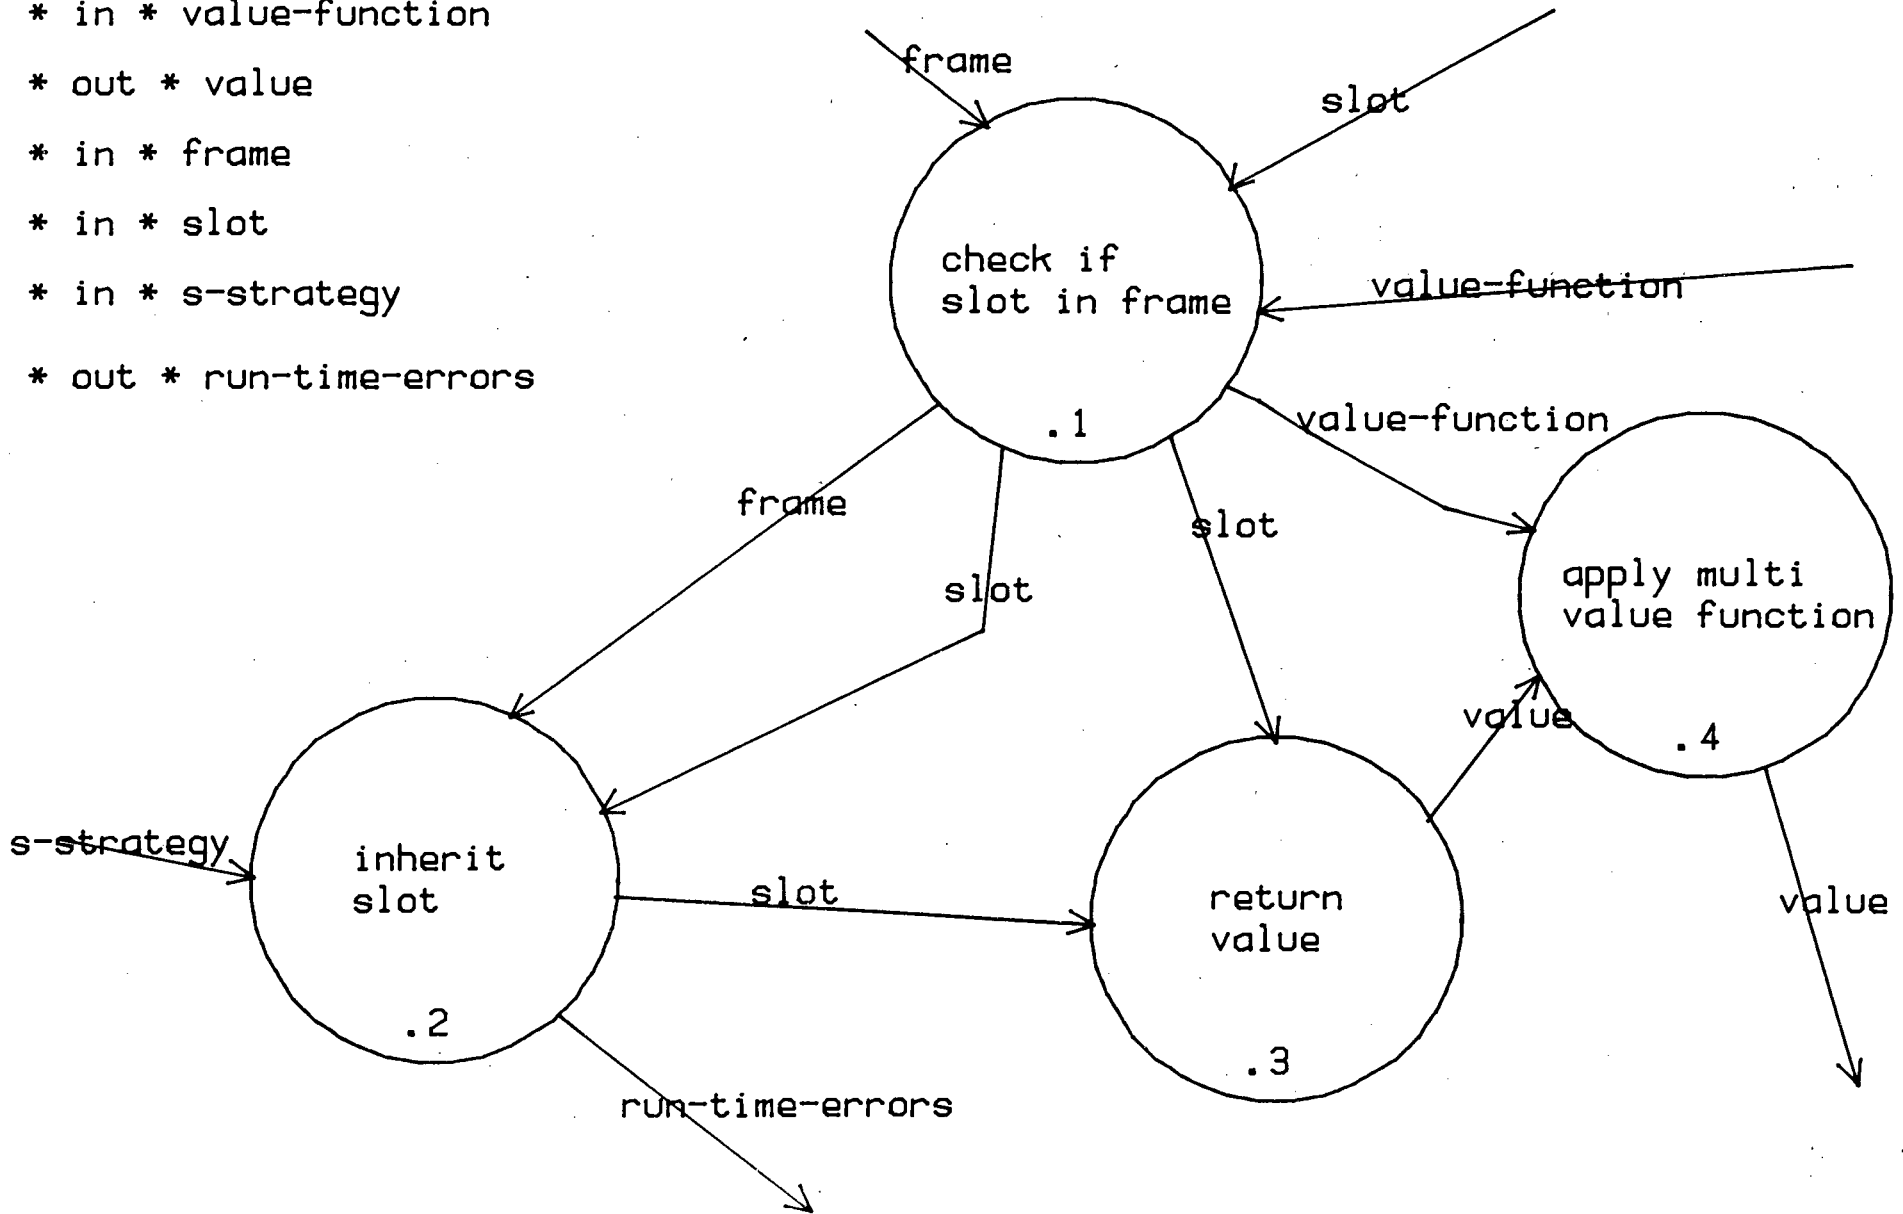 * in * value-function
* out * value
* in * frame
* in * slot
* in * s-strategy
* out * run-time-errors
frame
slot
check if
slot in frame
.1
value-function
value-function
frame
slot
slot
apply multi
value function
.4
value
s-strategy
inherit
slot
.2
slot
return
value
.3
value
run-time-errors